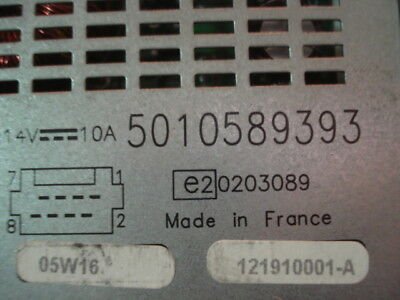 14V 10A 5010589393
7 1
e2 0203089
8 2
Made in France
05W16
121910001-A